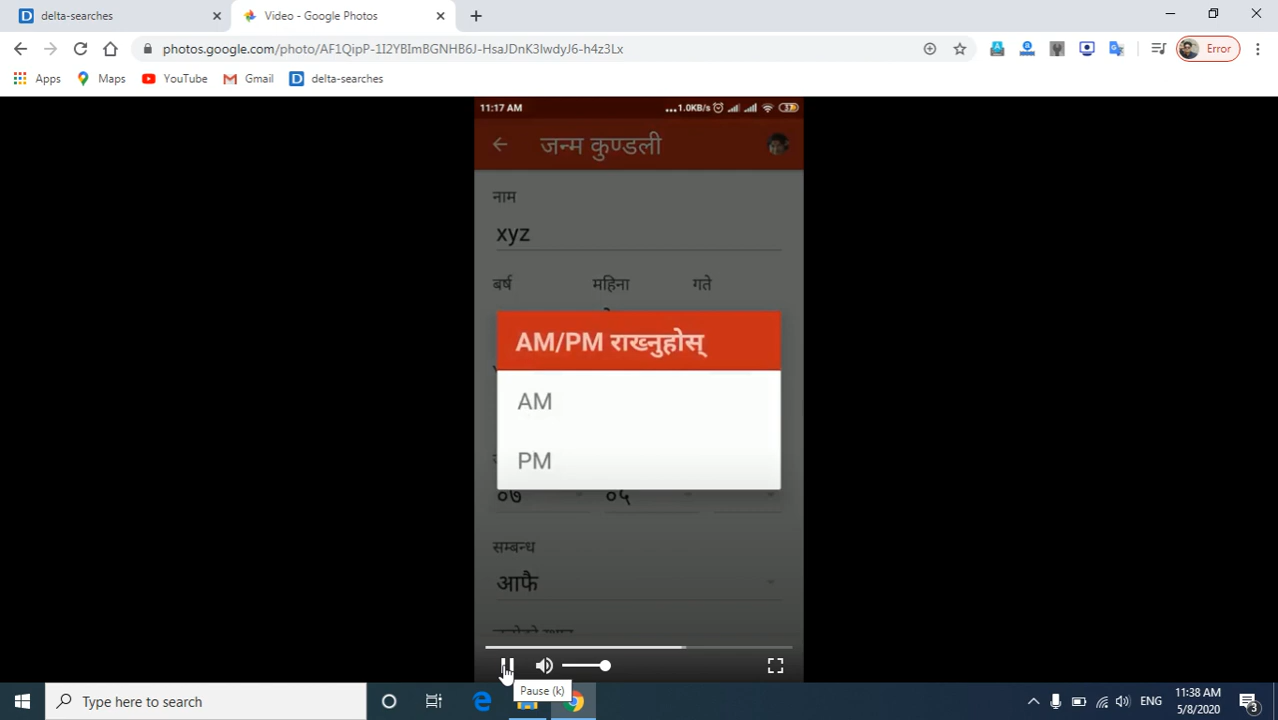 delta-searches
Video - Google Photos
photos.google.com/photo/AF1QipP-1I2YBImBGNHB6J-HsaJDnK3lwdyJ6-h4z3Lx
Error
Apps
Maps
YouTube
Gmail
delta-searches
11:17 AM
...1.0KB/s
जन्म कुण्डली
नाम
xyz
बर्ष महिना गते
AM/PM राख्नुहोस्
AM
PM
०७ ०५
सम्बन्ध
आफै
Pause (k)
Type here to search
ENG
11:38 AM
5/8/2020
3